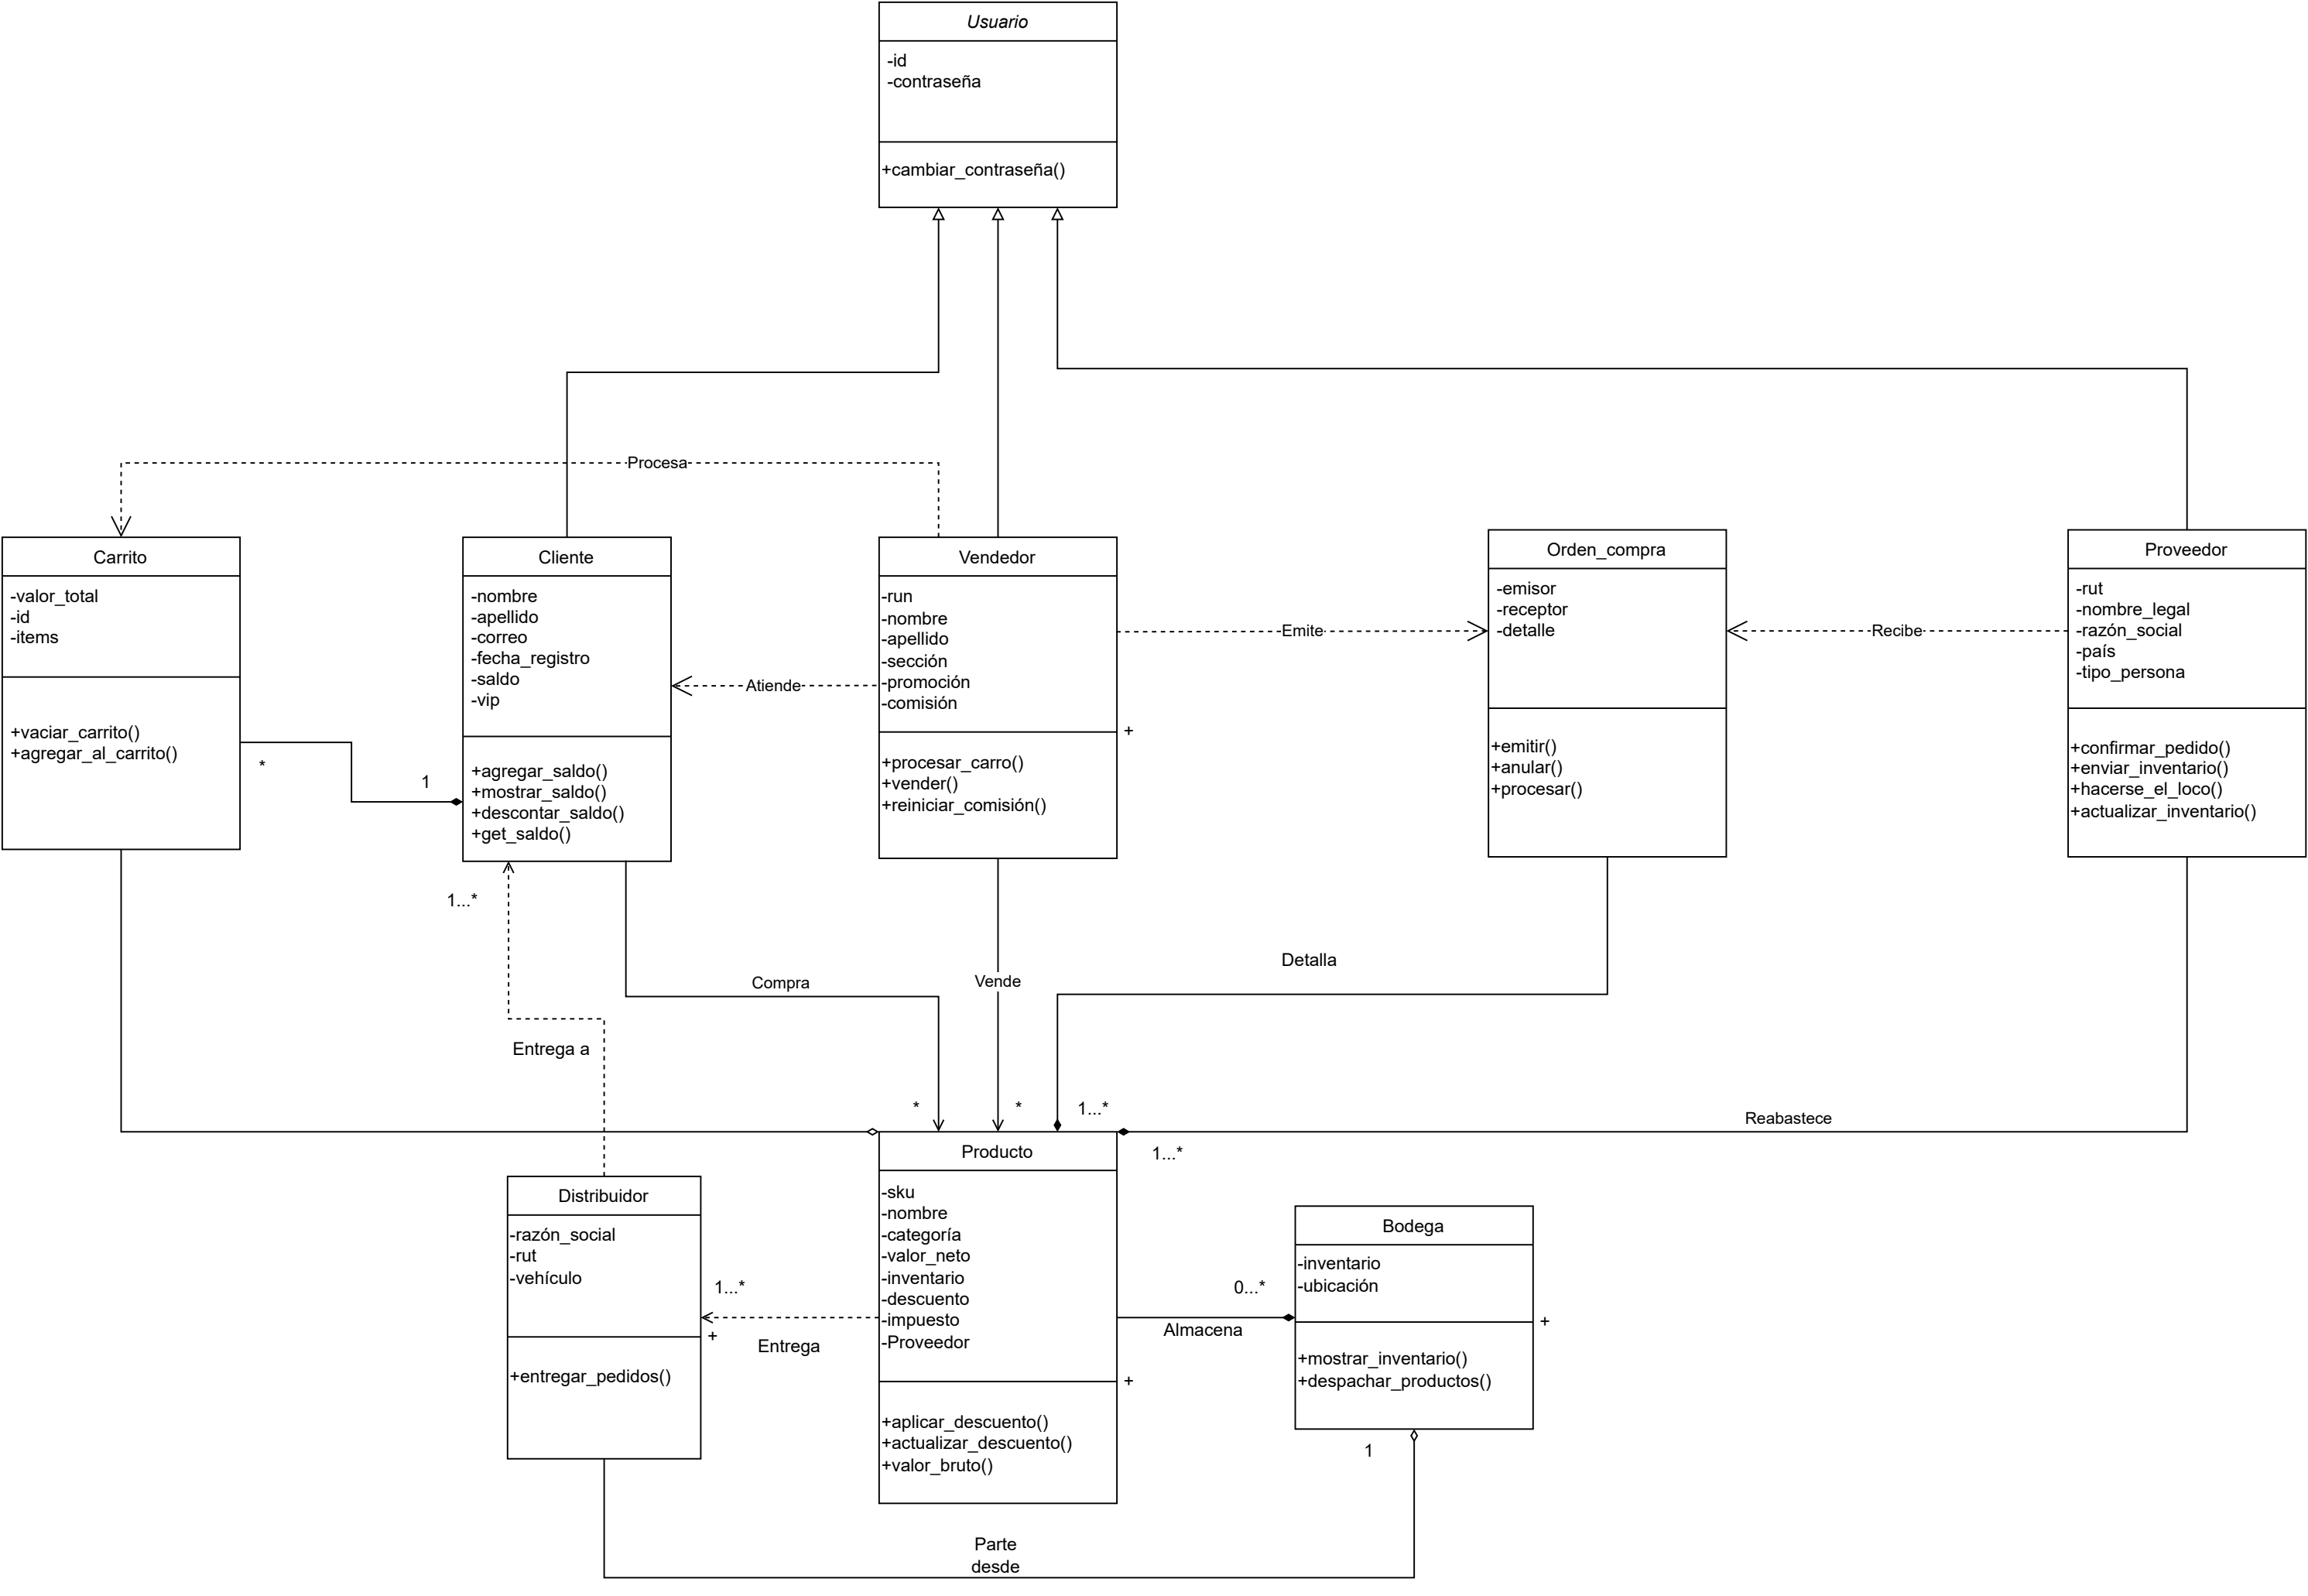 Usuario
-id
-contraseña
+cambiar_contraseña()
Procesa
Carrito
-valor_total
-id
-items
+vaciar_carrito()
+agregar_al_carrito()
*
1
Cliente
-nombre
-apellido
-correo
-fecha_registro
-saldo
-vip
+agregar_saldo()
+mostrar_saldo()
+descontar_saldo()
+get_saldo()
Atiende
Vendedor
-run
-nombre
-apellido
-sección
-promoción
-comisión
+
+procesar_carro()
+vender()
+reiniciar_comisión()
Emite
Orden_compra
-emisor
-receptor
-detalle
+emitir()
+anular()
+procesar()
Recibe
Proveedor
-rut
-nombre_legal
-razón_social
-país
-tipo_persona
+confirmar_pedido()
+enviar_inventario()
+hacerse_el_loco()
+actualizar_inventario()
1...*
Compra
Vende
Detalla
Entrega a
*
*
1...*
Reabastece
1...*
Distribuidor
-razón_social
-rut
-vehículo
+
+entregar_pedidos()
1...*
Entrega
Producto
-sku
-nombre
-categoría
-valor_neto
-inventario
-descuento
-impuesto
-Proveedor
+
+aplicar_descuento()
+actualizar_descuento()
+valor_bruto()
0...*
Almacena
Bodega
-inventario
-ubicación
+
+mostrar_inventario()
+despachar_productos()
1
Parte
desde